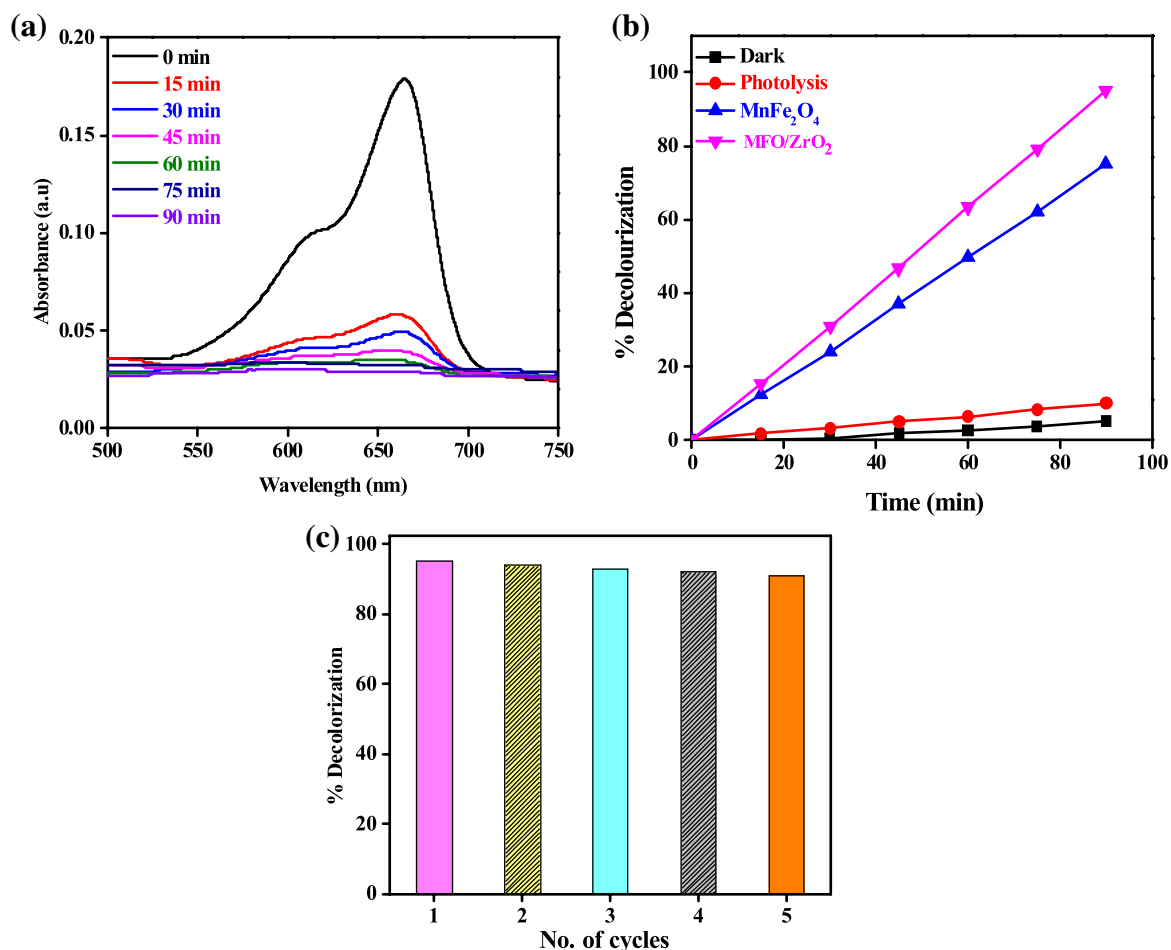 (a)
0.20
0.15
0.10
0.05
0.00
Absorbance (a.u)
0 min
15 min
30 min
45 min
60 min
75 min
90 min
500 550 600 650 700 750
Wavelength (nm)
(b)
100
80
60
40
20
0
% Decolourization
Dark
Photolysis
MnFe₂O₄
MFO/ZrO₂
0 20 40 60 80 100
Time (min)
(c)
100
80
60
40
20
0
% Decolorization
1 2 3 4 5
No. of cycles